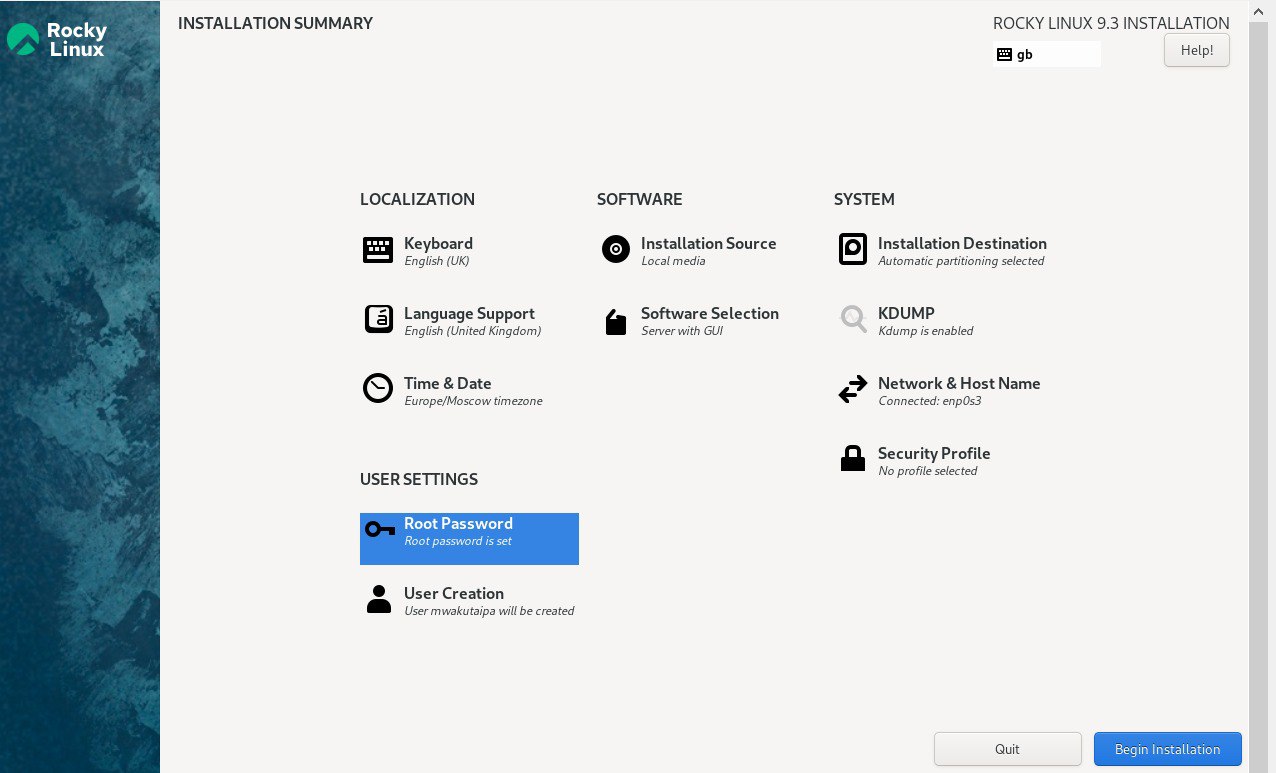 Rocky
Linux
INSTALLATION SUMMARY
ROCKY LINUX 9.3 INSTALLATION
gb
Help!
LOCALIZATION
Keyboard
English (UK)
Language Support
English (United Kingdom)
Time & Date
Europe/Moscow timezone
SOFTWARE
Installation Source
Local media
Software Selection
Server with GUI
SYSTEM
Installation Destination
Automatic partitioning selected
KDUMP
Kdump is enabled
Network & Host Name
Connected: enp0s3
Security Profile
No profile selected
USER SETTINGS
Root Password
Root password is set
User Creation
User mwakutaipa will be created
Quit
Begin Installation